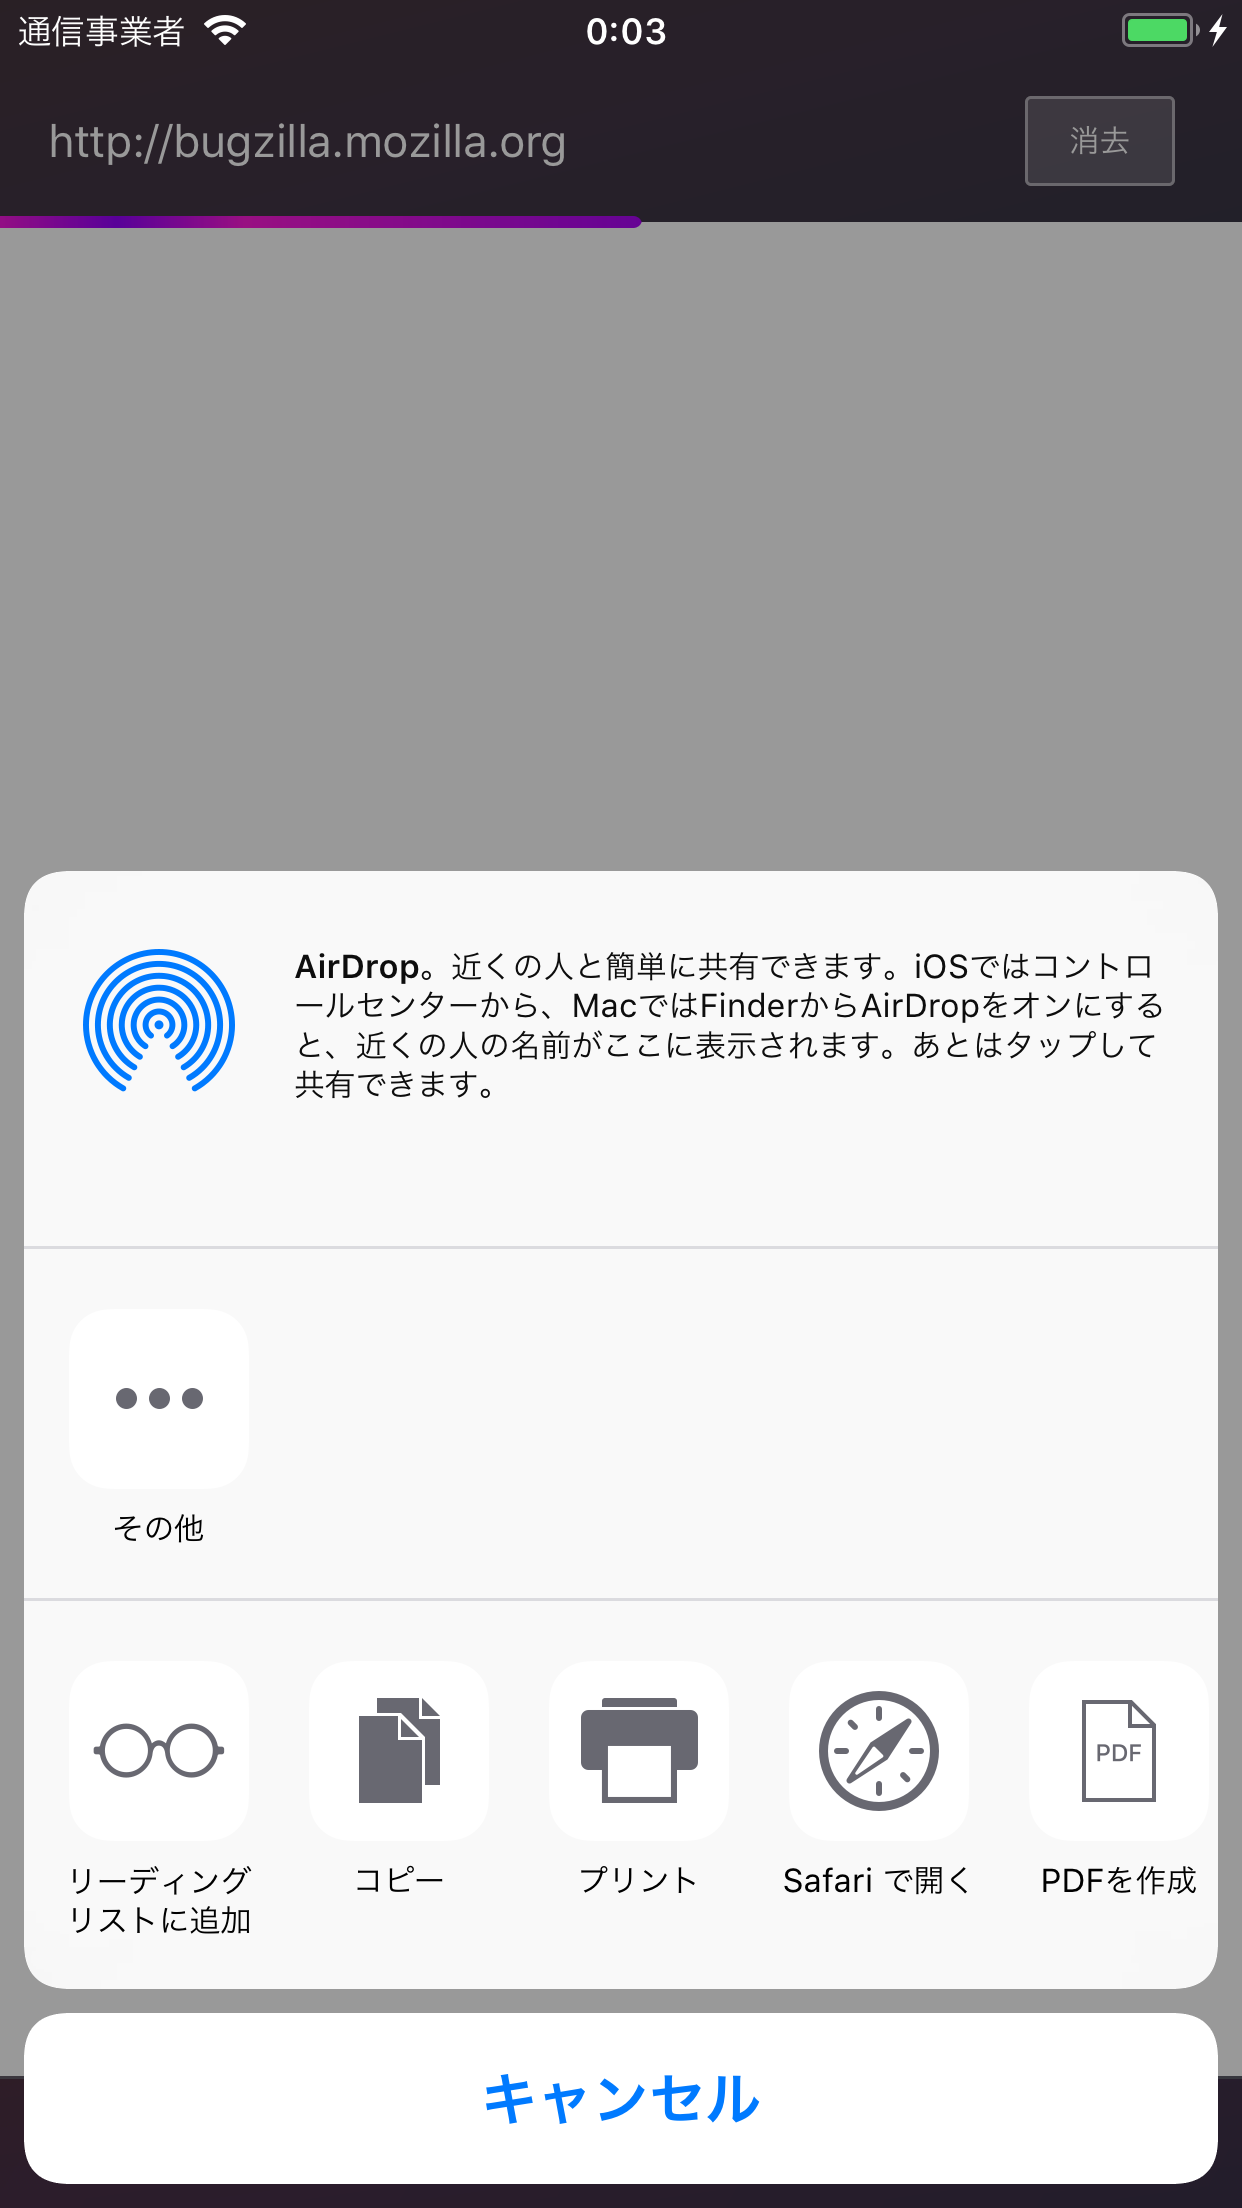 通信事業者 0:03
http://bugzilla.mozilla.org 消去
AirDrop。近くの人と簡単に共有できます。iOSではコントロ
ールセンターから、MacではFinderからAirDropをオンにする
と、近くの人の名前がここに表示されます。あとはタップして
共有できます。
その他
PDF
リーディング
リストに追加
コピー
プリント
Safari で開く
PDFを作成
キャンセル